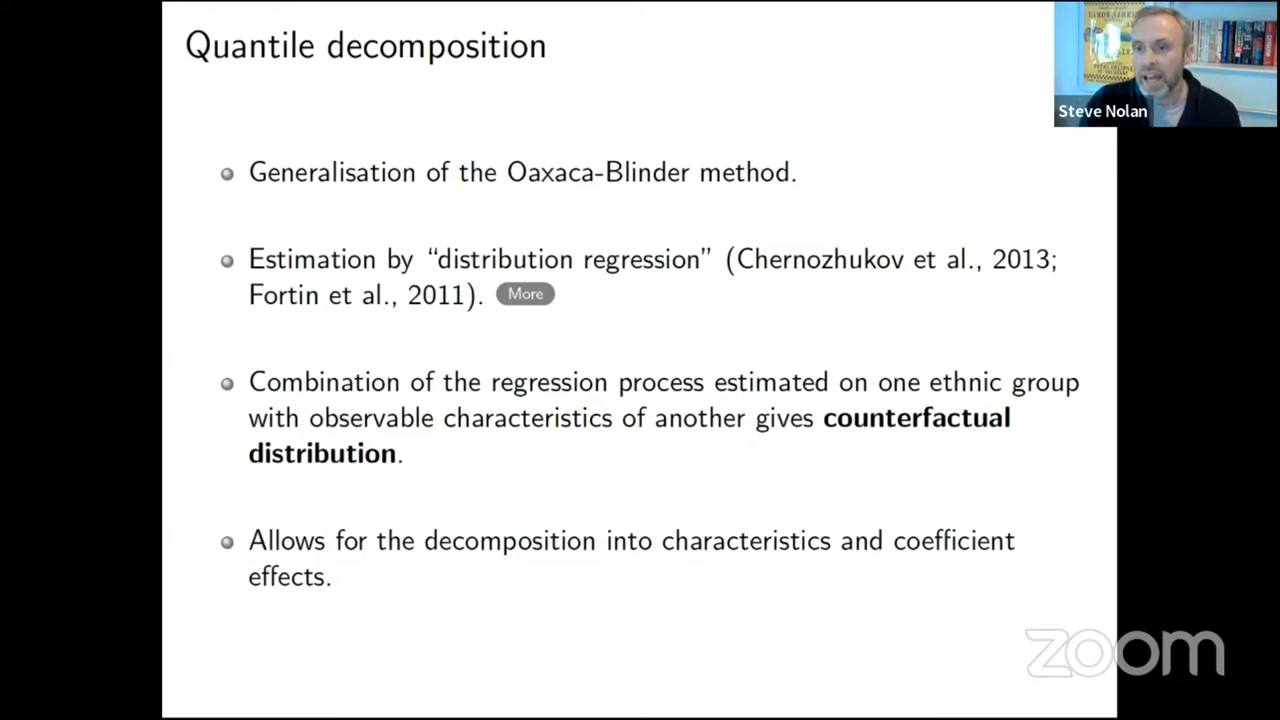 Quantile decomposition
Steve Nolan
Generalisation of the Oaxaca-Blinder method.
Estimation by “distribution regression” (Chernozhukov et al., 2013;
Fortin et al., 2011). More
Combination of the regression process estimated on one ethnic group
with observable characteristics of another gives counterfactual
distribution.
Allows for the decomposition into characteristics and coefficient
effects.
zoom